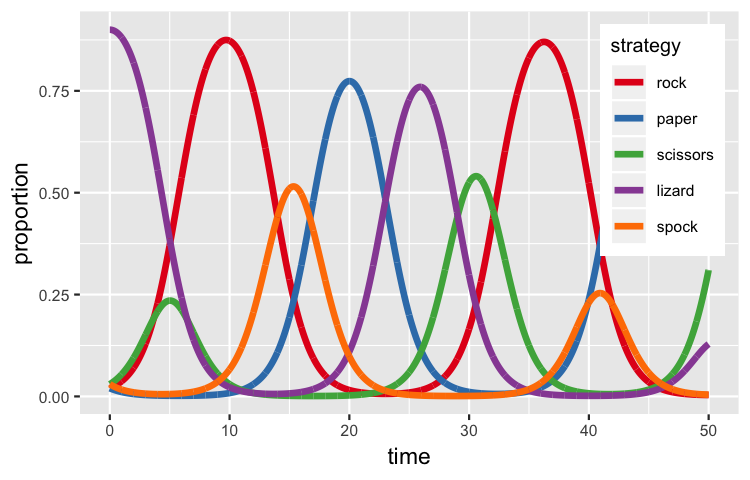 strategy
rock
paper
scissors
lizard
spock
0.75
0.50
0.25
0.00
proportion
0 10 20 30 40 50
time